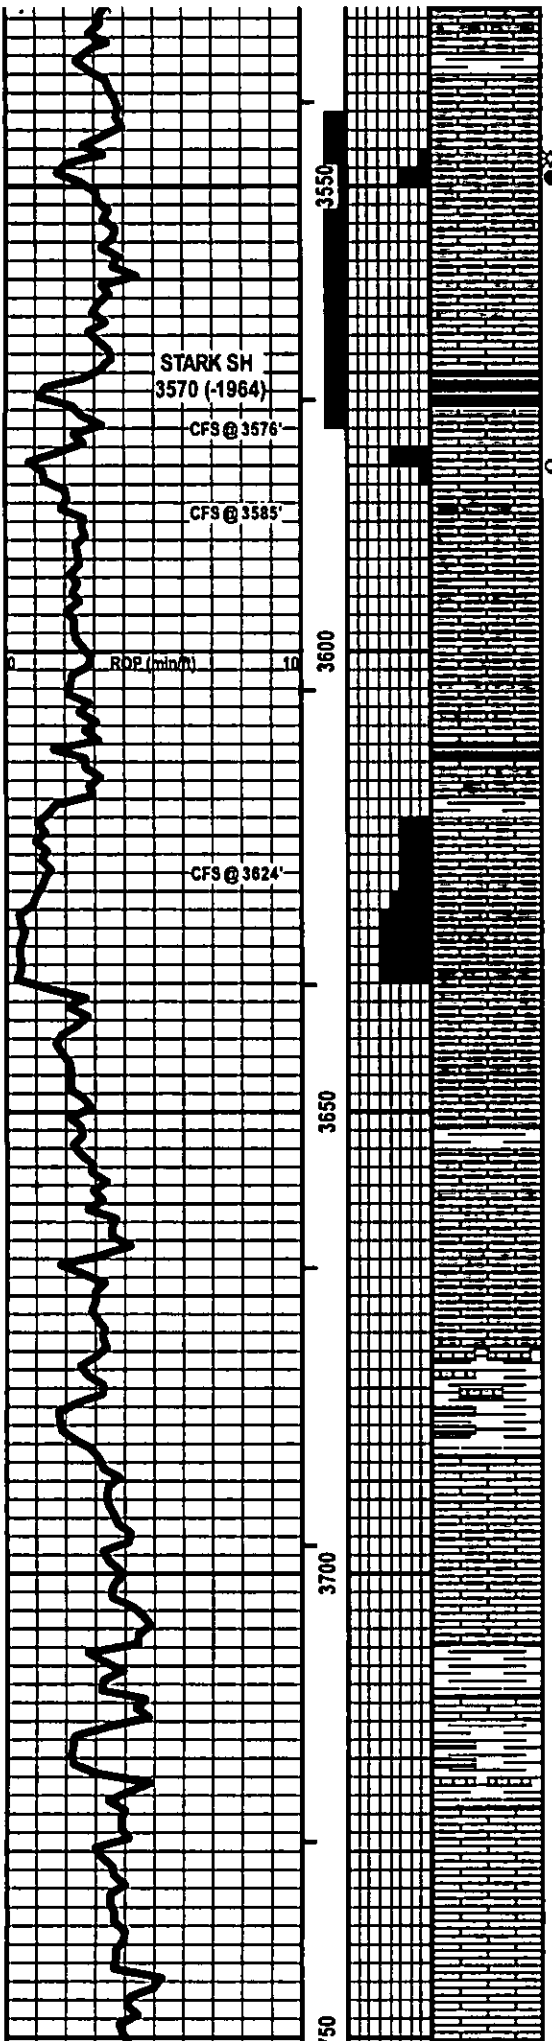 3550
STARK SH
3570 (-1964)
CFS @ 3576'
CFS @ 3585'
3600
0 ROP (min/ft) 10
CFS @ 3624'
3650
3700